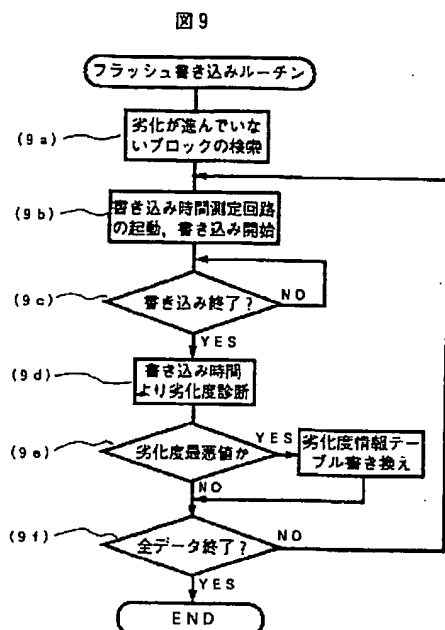 図9
フラッシュ書き込みルーチン
(9a)
劣化が進んでいな
いブロックの検索
(9b)
書き込み時間測定回路
の起動,書き込み開始
(9c)
書き込み終了?
NO
YES
(9d)
書き込み時間
より劣化度診断
(9e)
劣化度最悪値か
YES
劣化度情報テー
ブル書き換え
NO
(9f)
全データ終了?
NO
YES
END